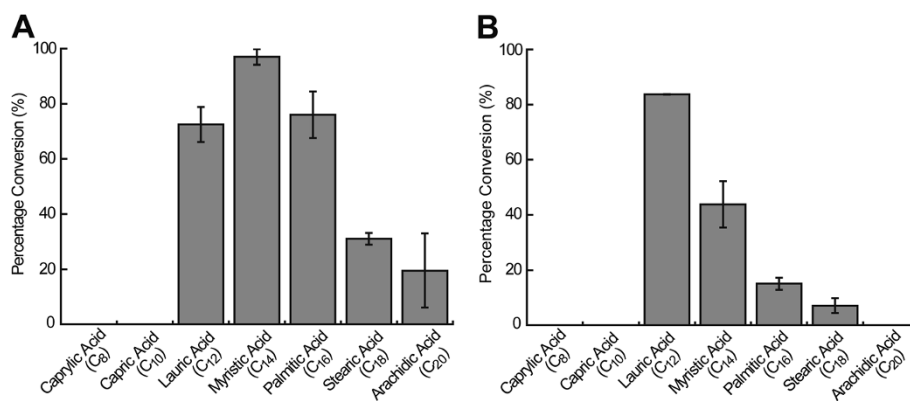 A
Percentage Conversion (%)
100
80
60
40
20
0
Caprylic Acid
(C8)
Capric Acid
(C10)
Lauric Acid
(C12)
Myristic Acid
(C14)
Palmitic Acid
(C16)
Stearic Acid
(C18)
Arachidic Acid
(C20)
B
Percentage Conversion (%)
100
80
60
40
20
0
Caprylic Acid
(C8)
Capric Acid
(C10)
Lauric Acid
(C12)
Myristic Acid
(C14)
Palmitic Acid
(C16)
Stearic Acid
(C18)
Arachidic Acid
(C20)